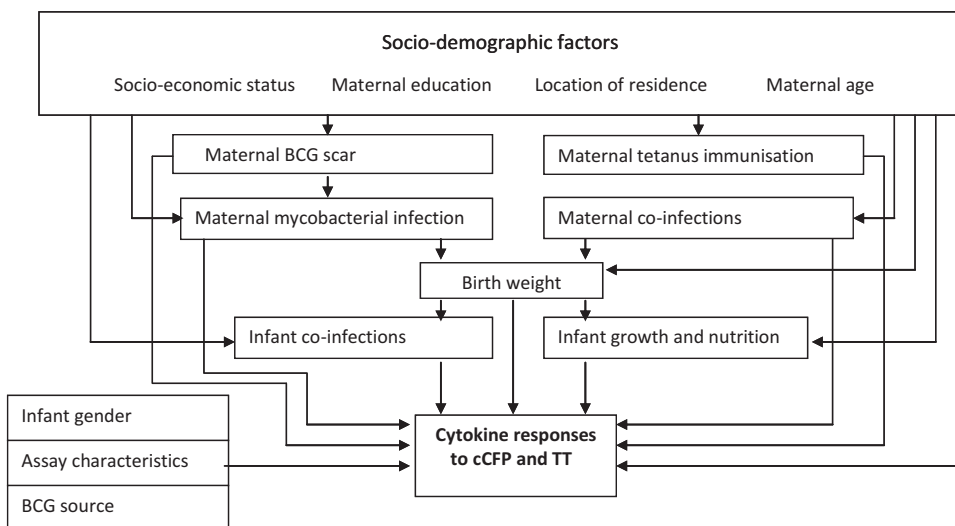 Socio-demographic factors
Socio-economic status Maternal education Location of residence Maternal age
Maternal BCG scar Maternal tetanus immunisation
Maternal mycobacterial infection Maternal co-infections
Birth weight
Infant co-infections Infant growth and nutrition
Infant gender
Assay characteristics
BCG source
Cytokine responses
to cCFP and TT